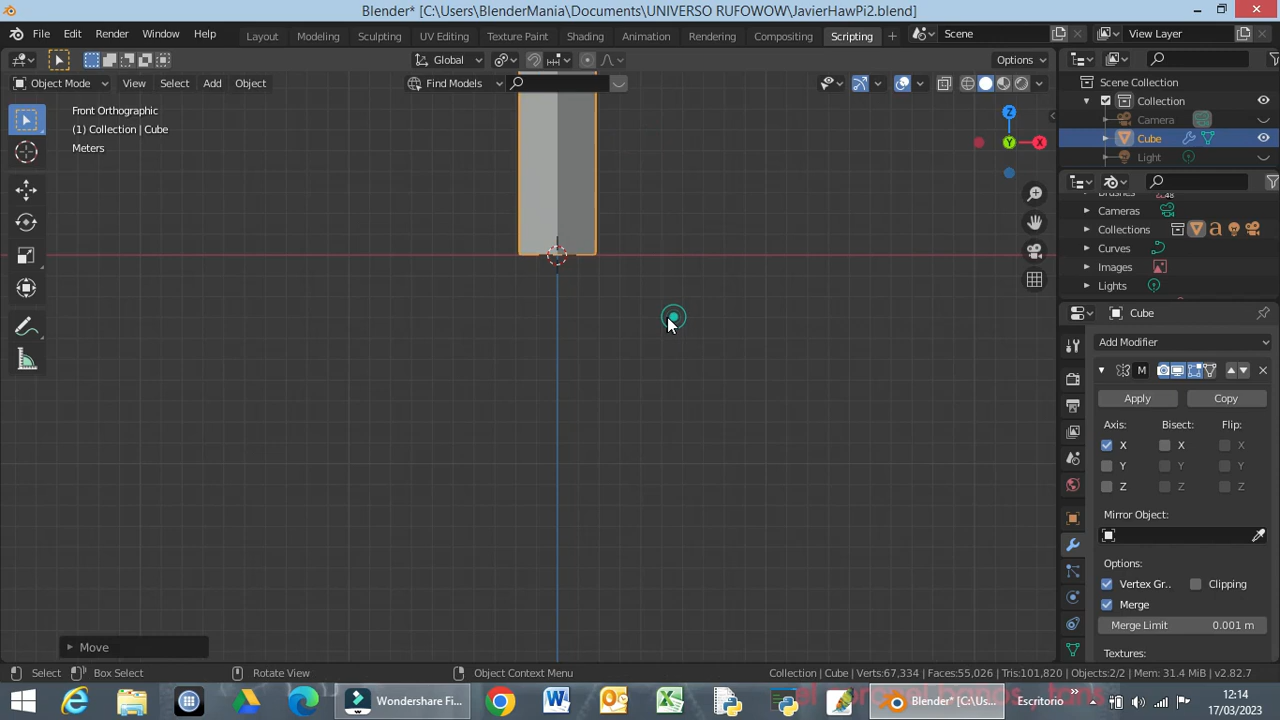 Blender* [C:\Users\BlenderMania\Documents\UNIVERSO RUFOWOW\JavierHawPi2.blend]
File Edit Render Window Help Layout Modeling Sculpting UV Editing Texture Paint Shading Animation Rendering Compositing Scripting + Scene View Layer
Global Options
Object Mode View Select Add Object Find Models
Scene Collection
Collection
Camera
Cube
Light
Front Orthographic
(1) Collection | Cube
Meters
Z
Y X
Cameras
Collections
Curves
Images
Lights
Cube
Add Modifier
M
Apply Copy
Axis: Bisect: Flip:
X X X
Y Y Y
Z Z Z
Mirror Object:
Options:
Vertex Gr.. Clipping
Merge
Merge Limit 0.001 m
Textures:
Move
Select Box Select Rotate View Object Context Menu Collection | Cube | Verts:67,334 | Faces:55,026 | Tris:101,820 | Objects:2/2 | Mem: 31.4 MiB | v2.82.7
Wondershare Fi... Blender* [C:\Us... Escritorio
12:14
17/03/2023